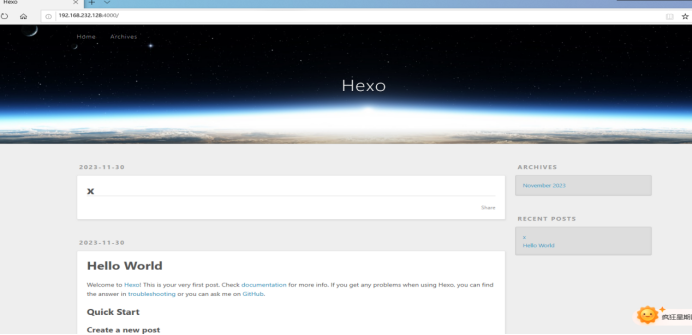 Hexo
192.168.232.128:4000/
Home Archives
Hexo
2023-11-30
x
Share
2023-11-30
Hello World
Welcome to Hexo! This is your very first post. Check documentation for more info. If you get any problems when using Hexo, you can find
the answer in troubleshooting or you can ask me on GitHub.
Quick Start
Create a new post
ARCHIVES
November 2023
RECENT POSTS
x
Hello World
疯狂星期